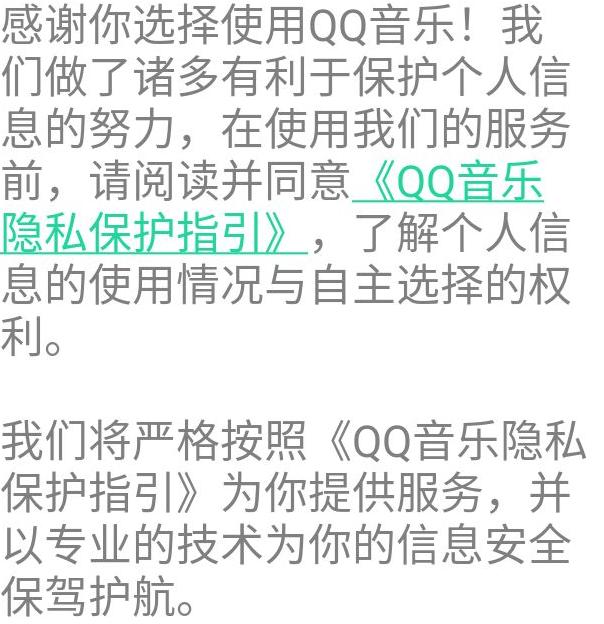 感谢你选择使用QQ音乐！我
们做了诸多有利于保护个人信
息的努力，在使用我们的服务
前，请阅读并同意《QQ音乐
隐私保护指引》，了解个人信
息的使用情况与自主选择的权
利。
我们将严格按照《QQ音乐隐私
保护指引》为你提供服务，并
以专业的技术为你的信息安全
保驾护航。